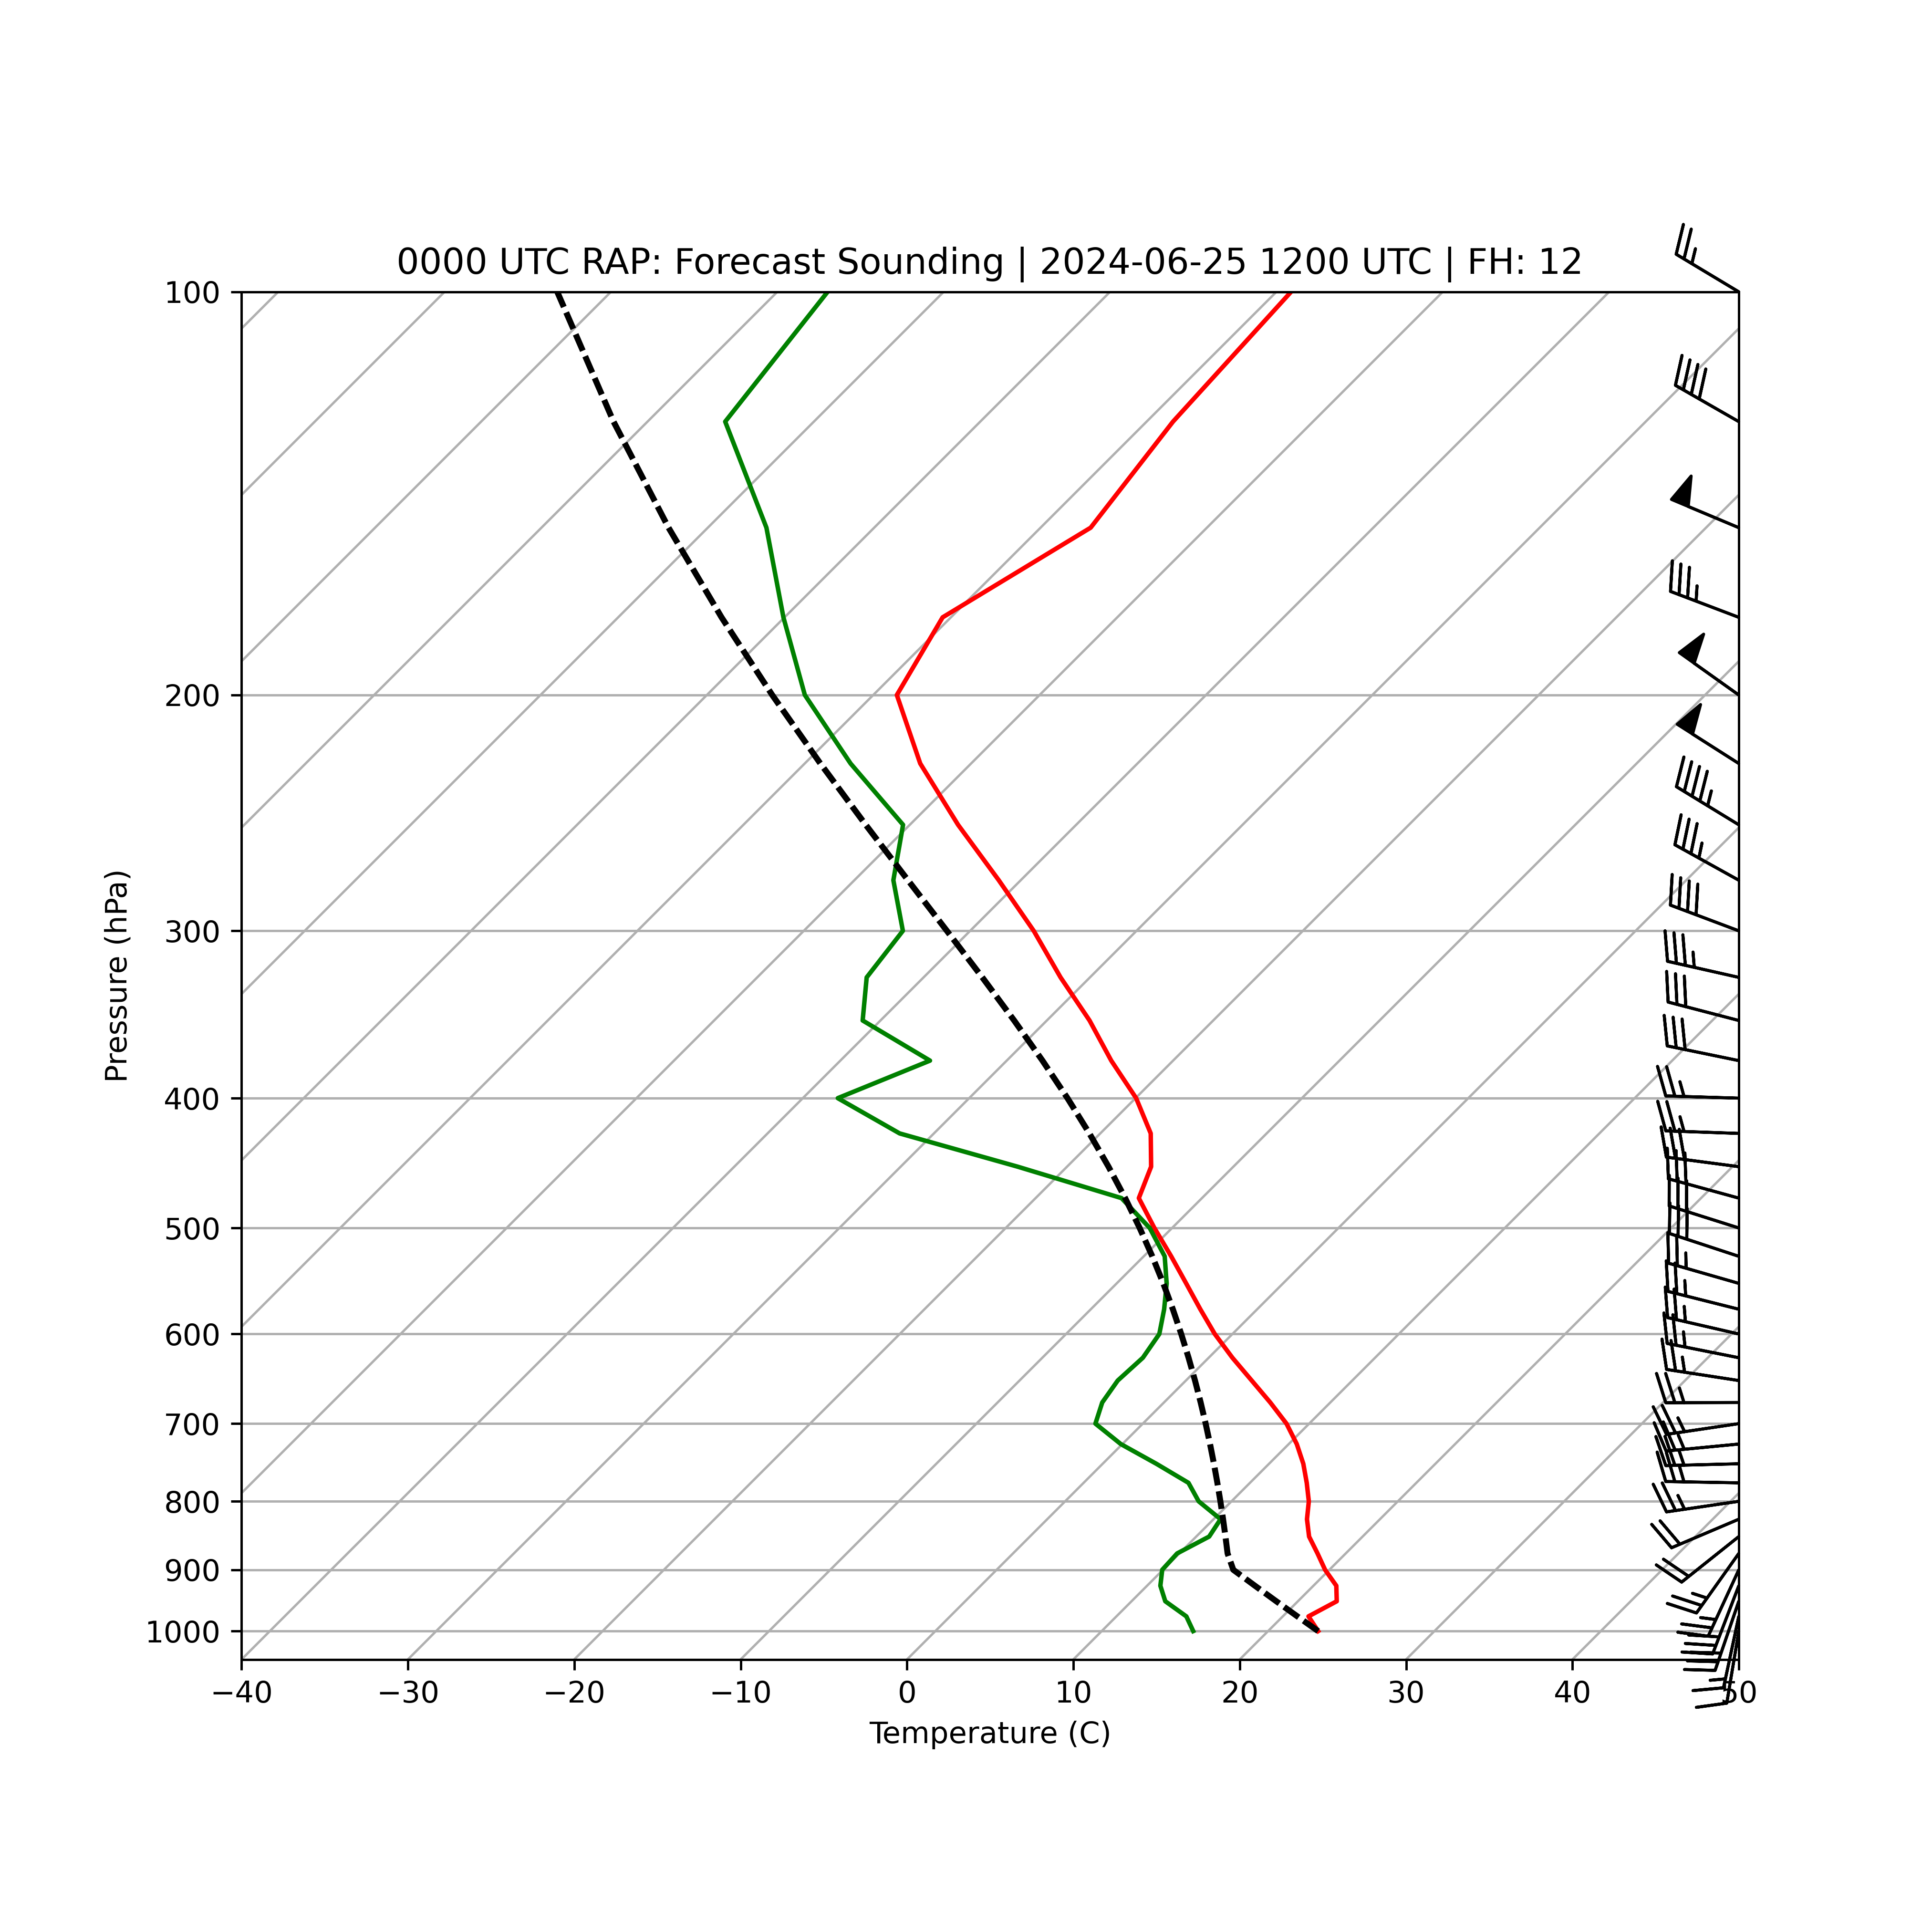 0000 UTC RAP: Forecast Sounding | 2024-06-25 1200 UTC | FH: 12
100
200
300
400
500
600
700
800
900
1000
Pressure (hPa)
−40 −30 −20 −10 0 10 20 30 40 50
Temperature (C)